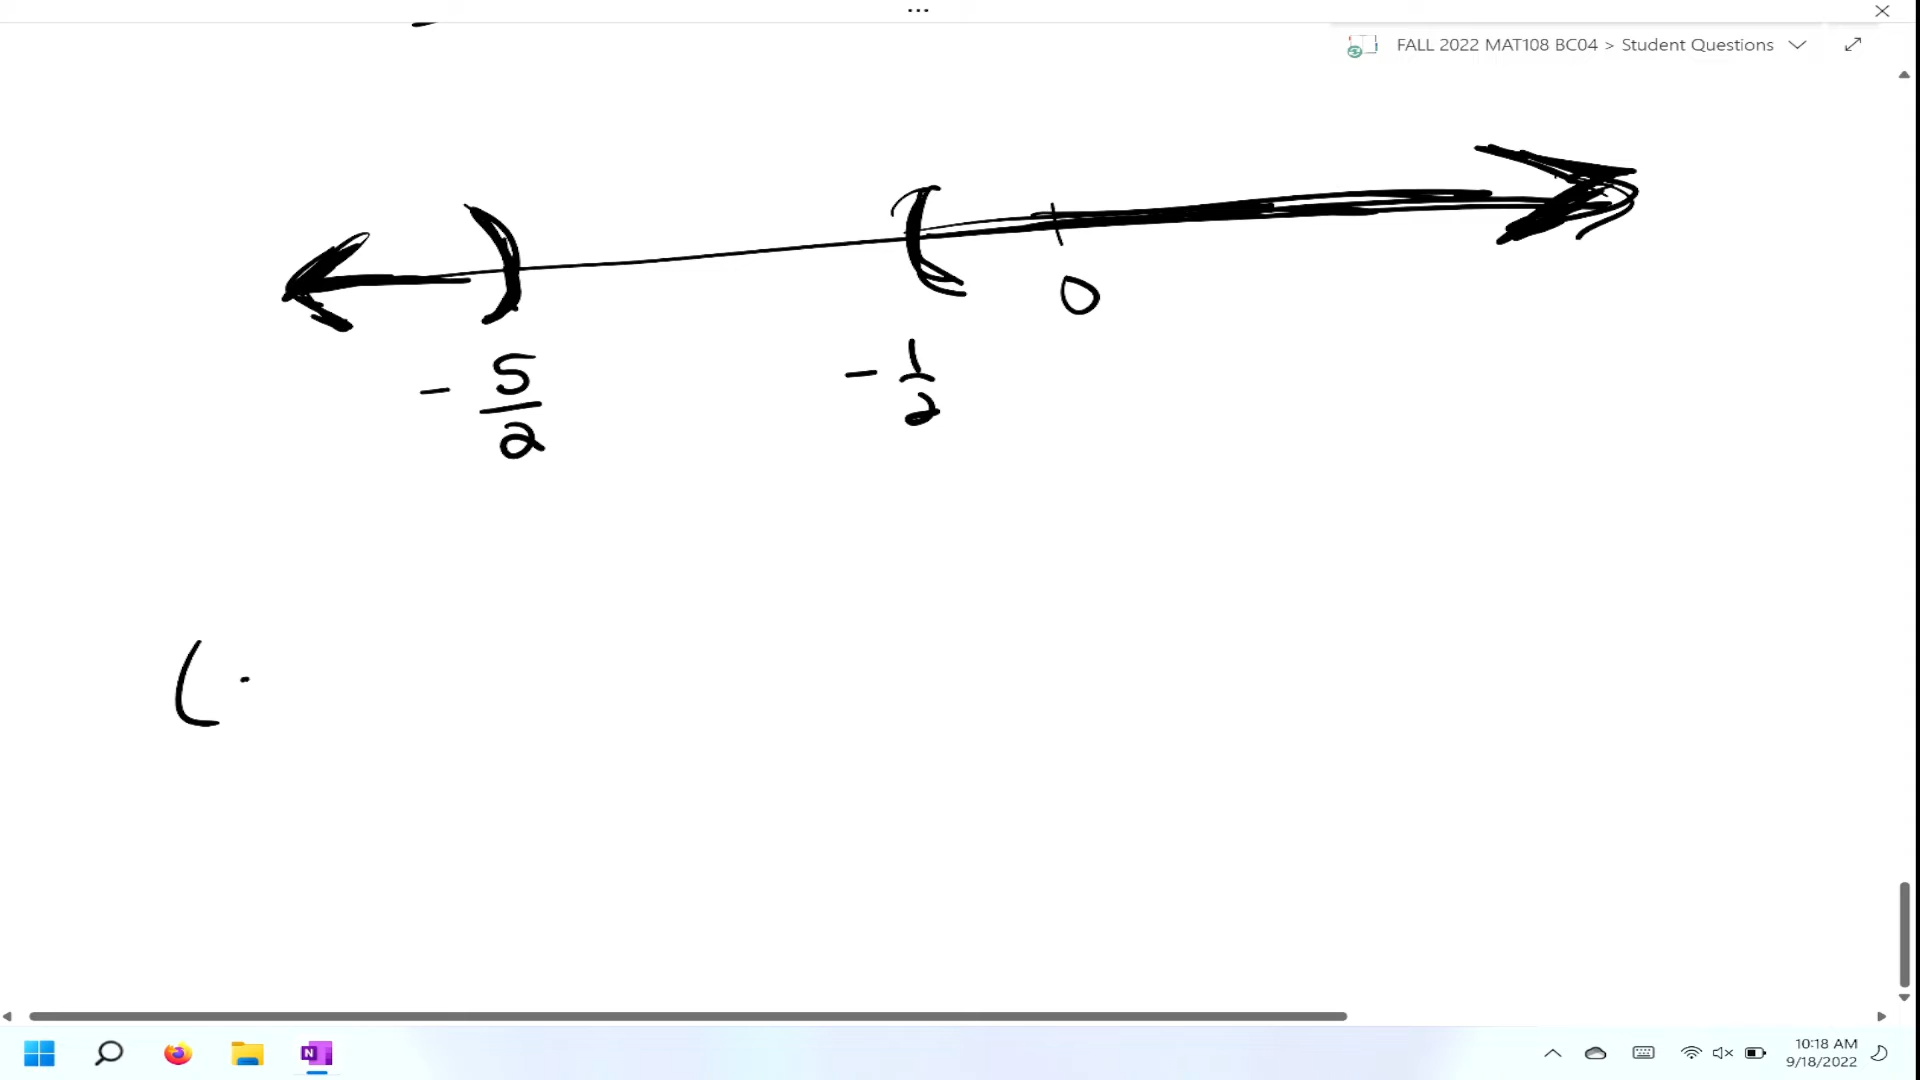 ...
FALL 2022 MAT108 BC04 > Student Questions
) (
0
- 5/2 - 1/2
(
N
10:18 AM
9/18/2022